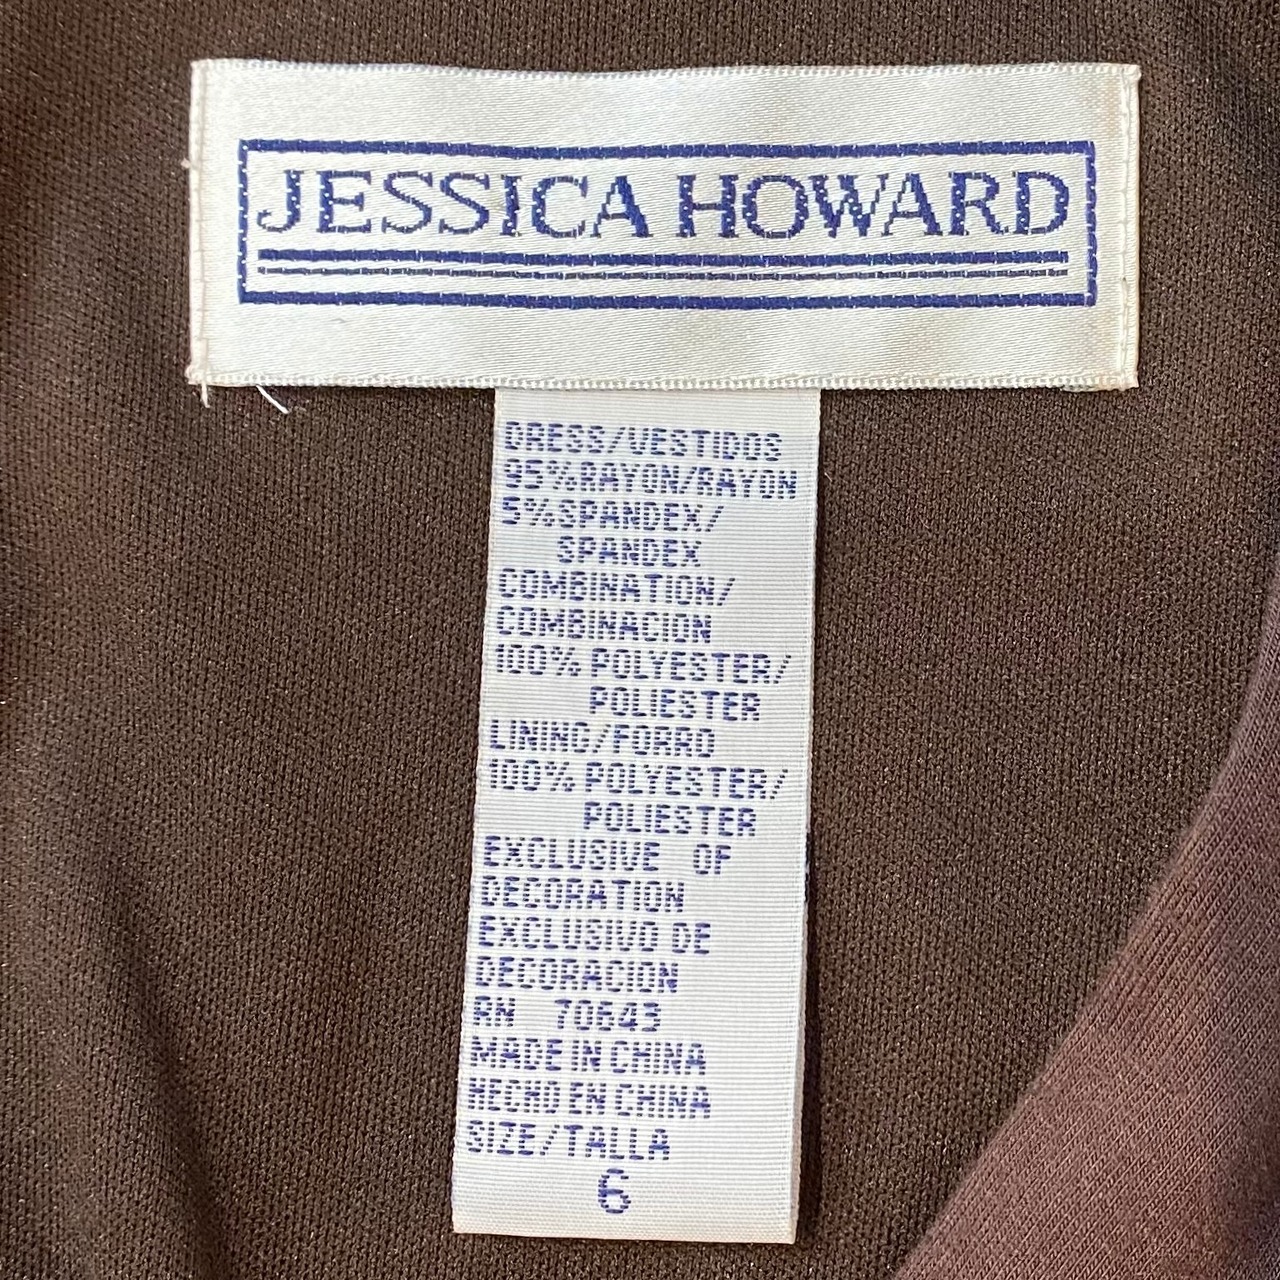 JESSICA HOWARD
DRESS/VESTIDOS
95%RAYON/RAYON
5%SPANDEX/
SPANDEX
COMBINATION/
COMBINACION
100% POLYESTER/
POLIESTER
LINING/FORRO
100% POLYESTER/
POLIESTER
EXCLUSIVE OF
DECORATION
EXCLUSIVO DE
DECORACION
RN 70643
MADE IN CHINA
HECHO EN CHINA
SIZE/TALLA
6